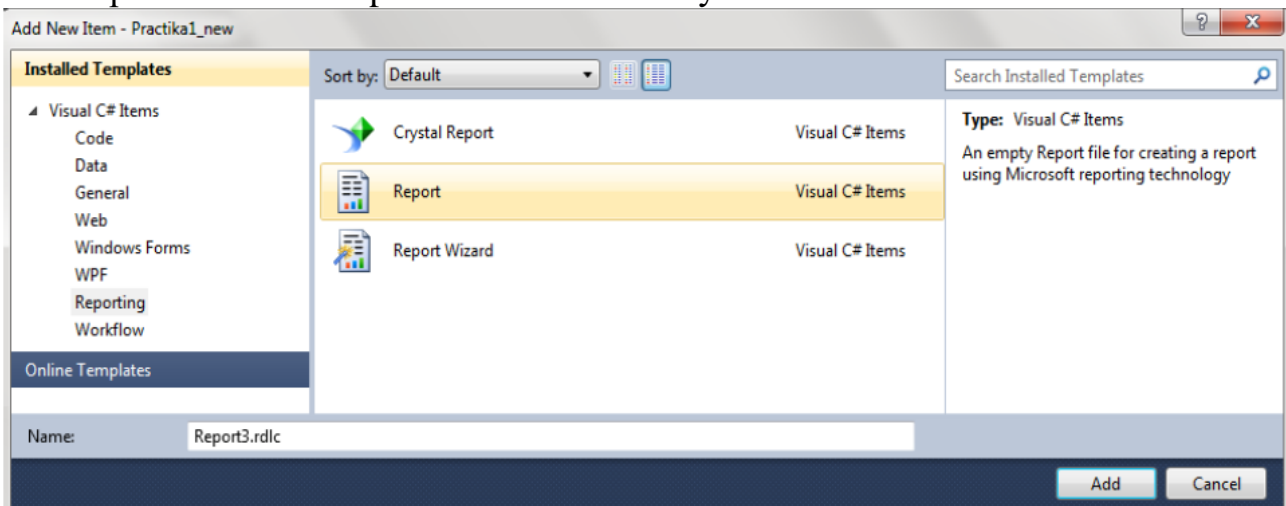 Add New Item - Practika1_new
Installed Templates
Visual C# Items
Code
Data
General
Web
Windows Forms
WPF
Reporting
Workflow
Online Templates
Sort by: Default
Crystal Report Visual C# Items
Report Visual C# Items
Report Wizard Visual C# Items
Search Installed Templates
Type: Visual C# Items
An empty Report file for creating a report
using Microsoft reporting technology
Name: Report3.rdlc
Add Cancel